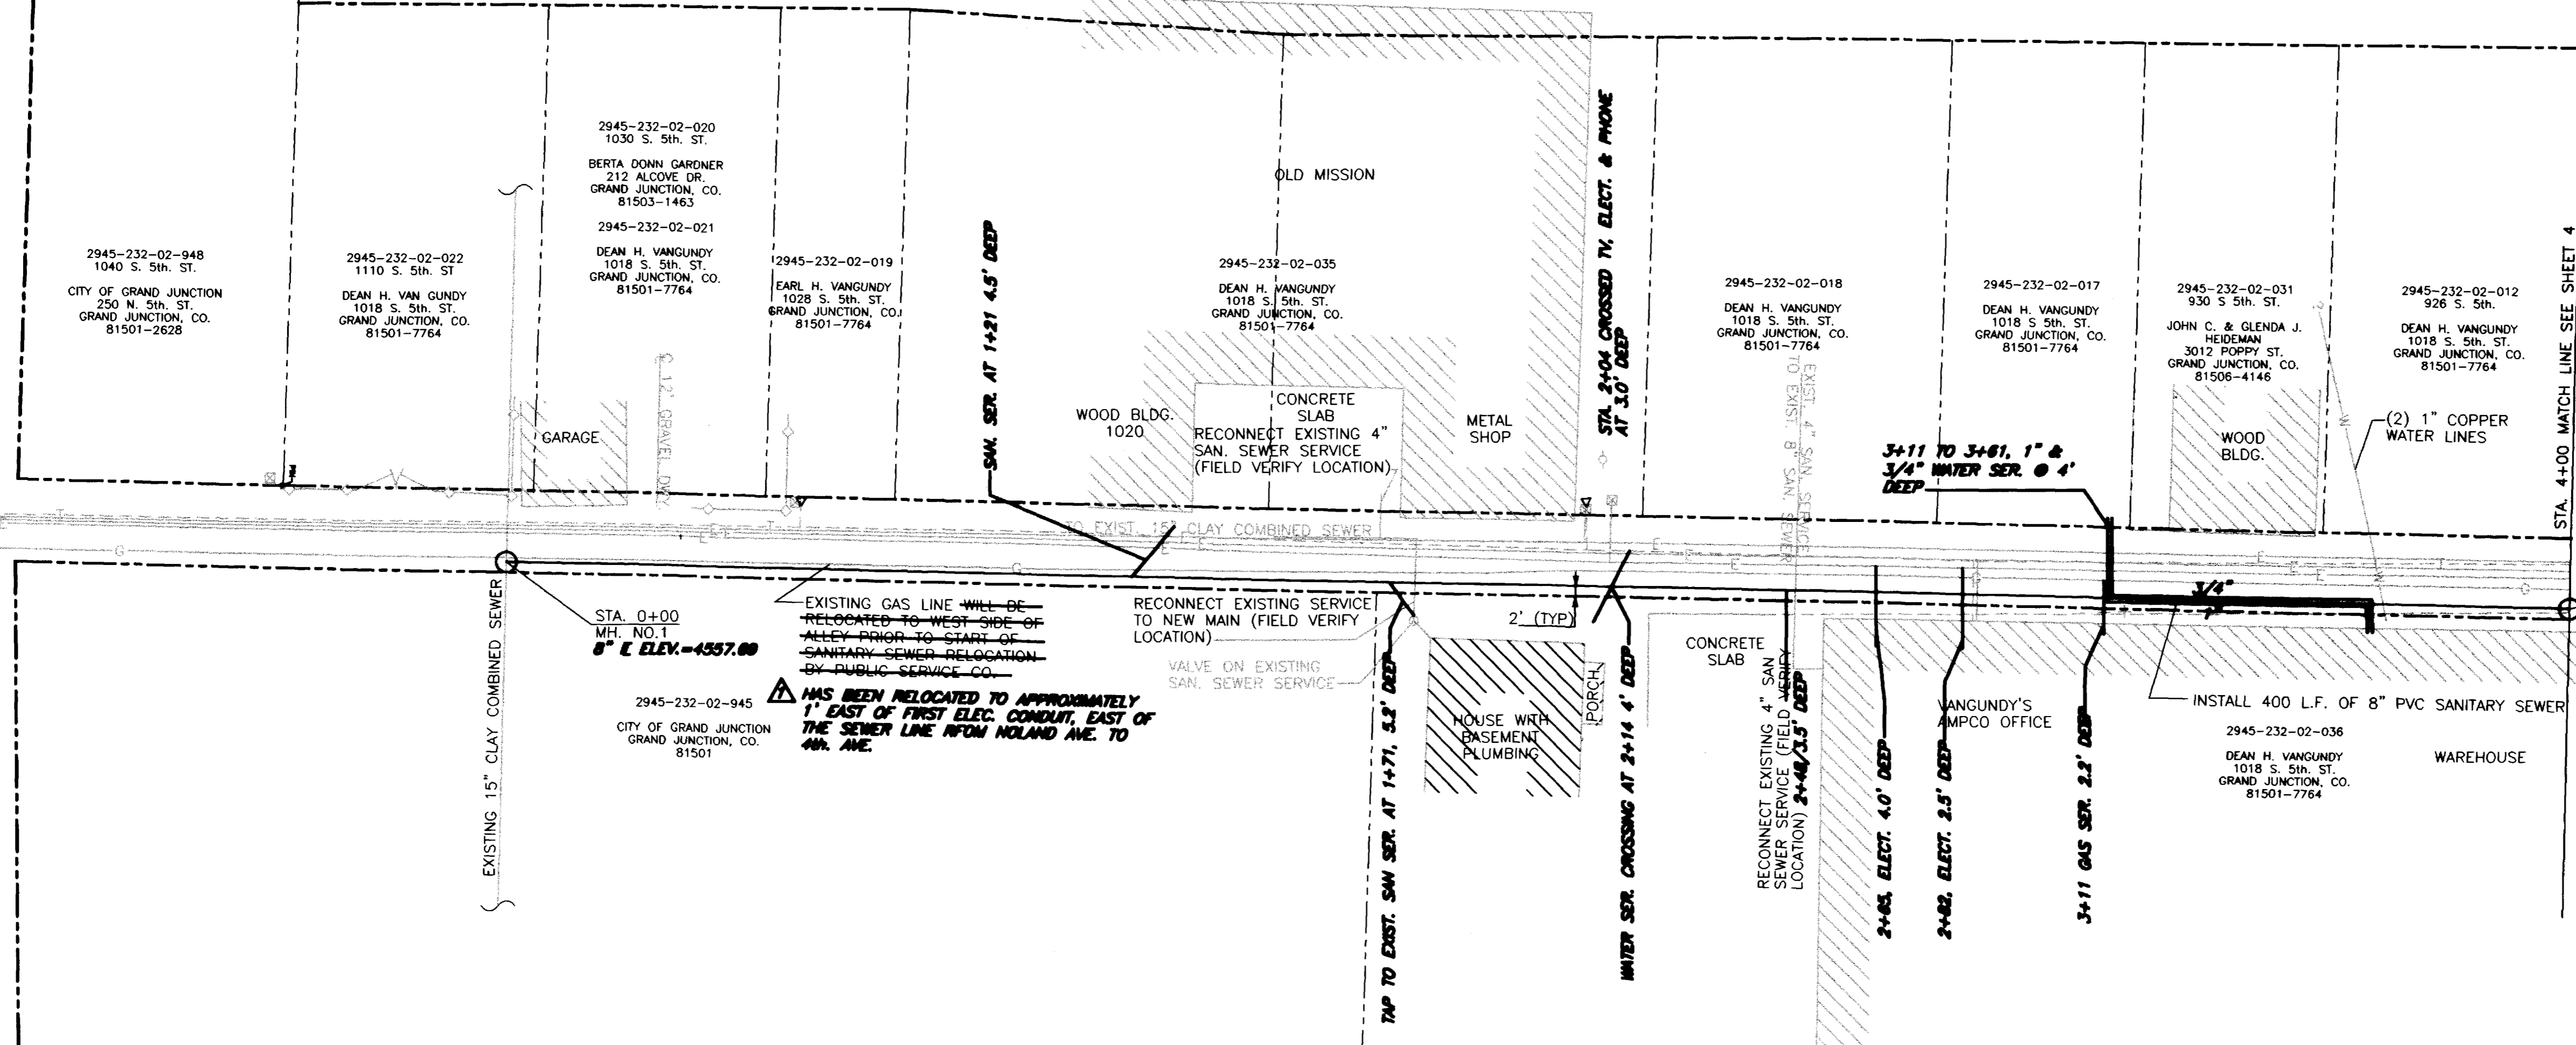 2945-232-02-948
1040 S. 5th. ST.
CITY OF GRAND JUNCTION
250 N. 5th. ST.
GRAND JUNCTION, CO.
81501-2628
2945-232-02-022
1110 S. 5th. ST
DEAN H. VAN GUNDY
1018 S. 5th. ST.
GRAND JUNCTION, CO.
81501-7764
2945-232-02-020
1030 S. 5th. ST.
BERTA DONN GARDNER
212 ALCOVE DR.
GRAND JUNCTION, CO.
81503-1463
2945-232-02-021
DEAN H. VANGUNDY
1018 S. 5th. ST.
GRAND JUNCTION, CO.
81501-7764
2945-232-02-019
EARL H. VANGUNDY
1028 S. 5th. ST.
GRAND JUNCTION, CO.
81501-7764
SAN. SER. AT 1+21 4.5' DEEP
OLD MISSION
2945-232-02-035
DEAN H. VANGUNDY
1018 S. 5th. ST.
GRAND JUNCTION, CO.
81501-7764
STA. 2+04 CROSSED TV, ELECT. & PHONE
AT 3.0' DEEP
2945-232-02-018
DEAN H. VANGUNDY
1018 S. 5th. ST.
GRAND JUNCTION, CO.
81501-7764
2945-232-02-017
DEAN H. VANGUNDY
1018 S 5th. ST.
GRAND JUNCTION, CO.
81501-7764
2945-232-02-031
930 S 5th. ST.
JOHN C. & GLENDA J.
HEIDEMAN
3012 POPPY ST.
GRAND JUNCTION, CO.
81506-4146
2945-232-02-012
926 S. 5th.
DEAN H. VANGUNDY
1018 S. 5th. ST.
GRAND JUNCTION, CO.
81501-7764
STA. 4+00 MATCH LINE SEE SHEET 4
GARAGE
12' GRAVEL DWY.
WOOD BLDG.
1020
CONCRETE
SLAB
RECONNECT EXISTING 4"
SAN. SEWER SERVICE
(FIELD VERIFY LOCATION)
METAL
SHOP
EXIST. 4" SAN. SERVICE
TO EXIST. 8" SAN. SEWER
3+11 TO 3+61, 1" &
3/4" WATER SER. @ 4'
DEEP
WOOD
BLDG.
(2) 1" COPPER
WATER LINES
TO EXIST. 15" CLAY COMBINED SEWER
EXISTING 15" CLAY COMBINED SEWER
STA. 0+00
MH. NO.1
8" E ELEV.=4557.69
EXISTING GAS LINE WILL BE
RELOCATED TO WEST SIDE OF
ALLEY PRIOR TO START OF
SANITARY SEWER RELOCATION
BY PUBLIC SERVICE CO.
1 HAS BEEN RELOCATED TO APPROXIMATELY
1' EAST OF FIRST ELEC. CONDUIT, EAST OF
THE SEWER LINE RFOM NOLAND AVE. TO
4th. AVE.
2945-232-02-945
CITY OF GRAND JUNCTION
GRAND JUNCTION, CO.
81501
RECONNECT EXISTING SERVICE
TO NEW MAIN (FIELD VERIFY
LOCATION)
VALVE ON EXISTING
SAN. SEWER SERVICE
TAP TO EXIST. SAN SER. AT 1+71, 5.2' DEEP
2' (TYP)
HOUSE WITH
BASEMENT
PLUMBING
PORCH
WATER SER. CROSSING AT 2+14 4' DEEP
CONCRETE
SLAB
RECONNECT EXISTING 4" SAN
SEWER SERVICE (FIELD VERIFY
LOCATION) 2+48/3.5' DEEP
2+65, ELECT. 4.0' DEEP
VANGUNDY'S
AMPCO OFFICE
2+82, ELECT. 2.5' DEEP
3+11 GAS SER. 2.2' DEEP
3/4"
1"
INSTALL 400 L.F. OF 8" PVC SANITARY SEWER
2945-232-02-036
DEAN H. VANGUNDY
1018 S. 5th. ST.
GRAND JUNCTION, CO.
81501-7764
WAREHOUSE